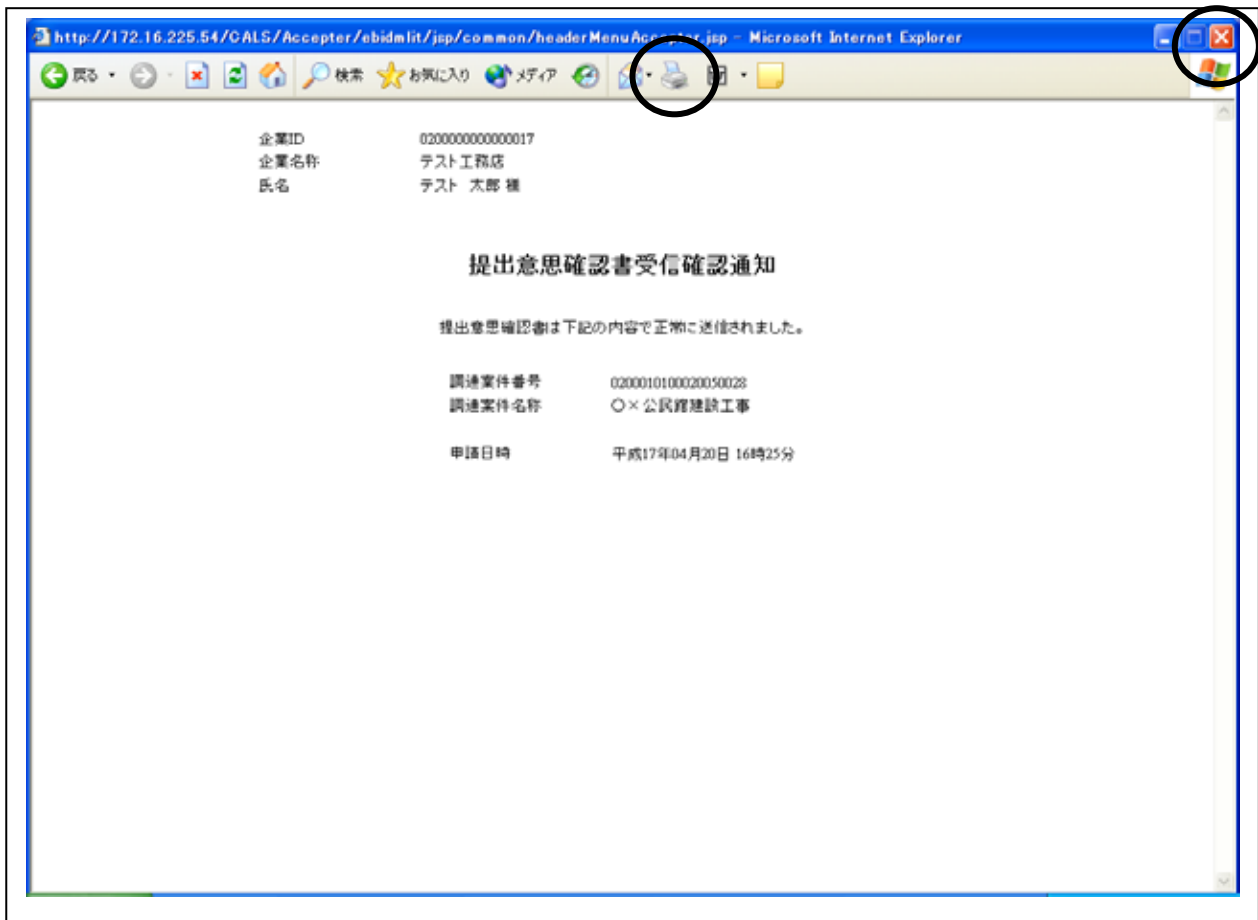 http://172.16.225.54/CALS/Accepter/ebidmlit/jsp/common/headerMenuAccepter.jsp - Microsoft Internet Explorer
戻る 検索 お気に入り メディア
企業ID 0200000000000017
企業名称 テスト工務店
氏名 テスト 太郎 様
提出意思確認書受信確認通知
提出意思確認書は下記の内容で正常に送信されました。
調達案件番号 0200010100020050028
調達案件名称 〇×公民館建設工事
申請日時 平成17年04月20日 16時25分